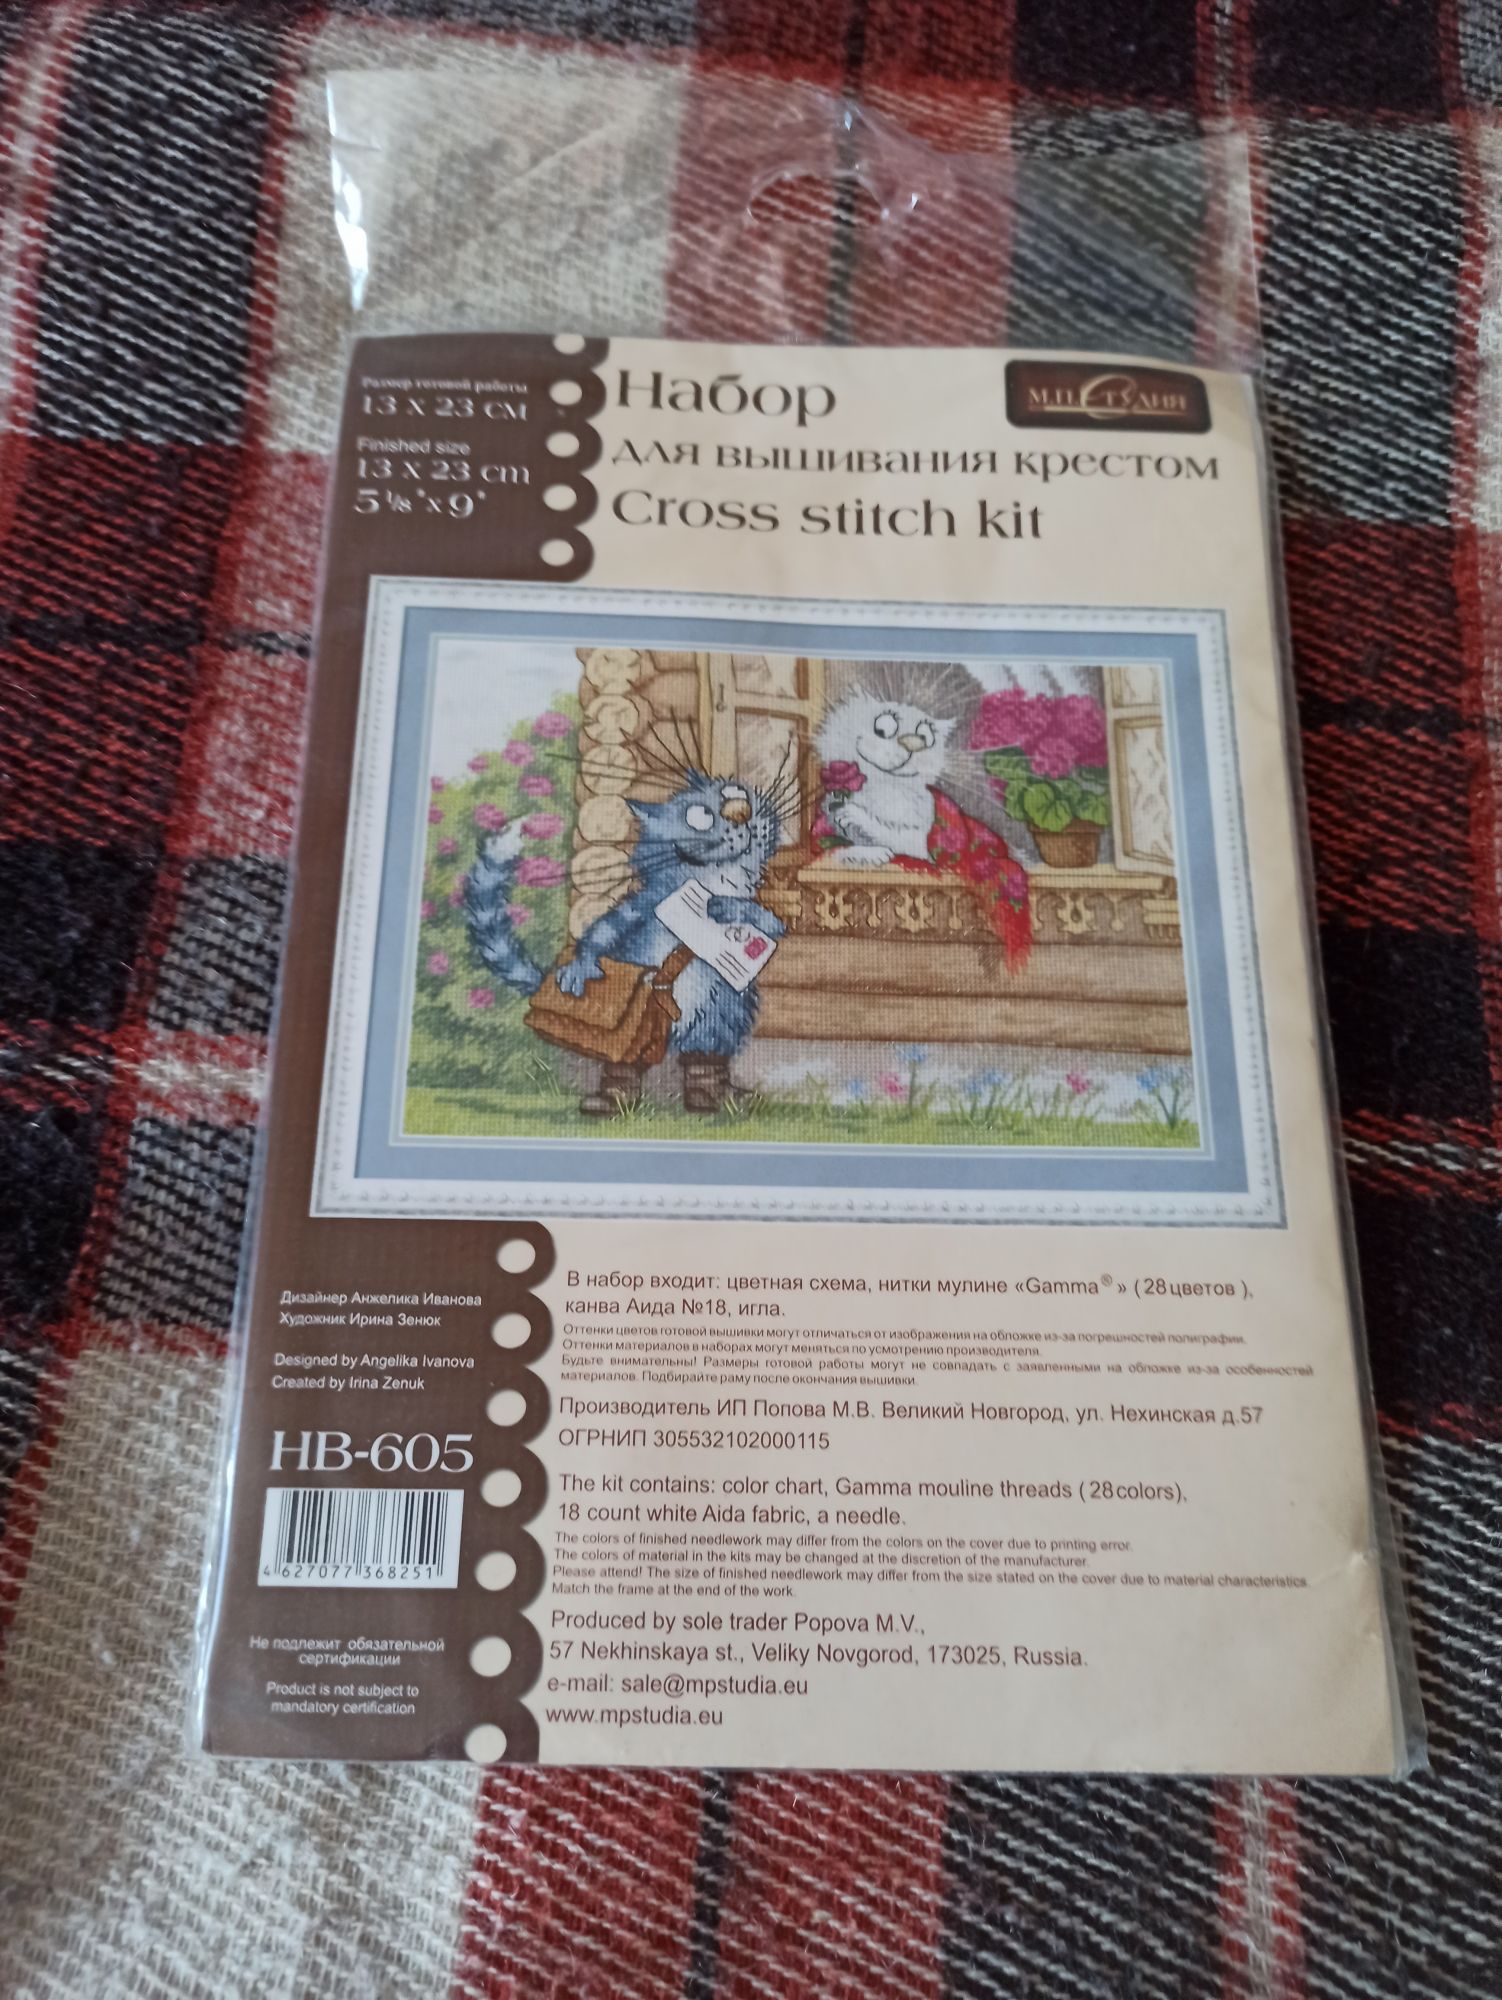 Размер готовой работы
13 x 23 см
Finished size
13 x 23 cm
5 ⅛" x 9"
Набор
для вышивания крестом
Cross stitch kit
М.П.Студия
Дизайнер Анжелика Иванова
Художник Ирина Зенюк
Designed by Angelika Ivanova
Created by Irina Zenuk
НВ-605
4 627077 368251
Не подлежит обязательной
сертификации
Product is not subject to
mandatory certification
В набор входит: цветная схема, нитки мулине «Gamma®» ( 28 цветов ),
канва Аида №18, игла.
Оттенки цветов готовой вышивки могут отличаться от изображения на обложке из-за погрешностей полиграфии.
Оттенки материалов в наборах могут меняться по усмотрению производителя.
Будьте внимательны! Размеры готовой работы могут не совпадать с заявленными на обложке из-за особенностей
материалов. Подбирайте раму после окончания вышивки.
Производитель ИП Попова М.В. Великий Новгород, ул. Нехинская д.57
ОГРНИП 305532102000115
The kit contains: color chart, Gamma mouline threads ( 28 colors),
18 count white Aida fabric, a needle.
The colors of finished needlework may differ from the colors on the cover due to printing error.
The colors of material in the kits may be changed at the discretion of the manufacturer.
Please attend! The size of finished needlework may differ from the size stated on the cover due to material characteristics.
Match the frame at the end of the work.
Produced by sole trader Popova M.V.,
57 Nekhinskaya st., Veliky Novgorod, 173025, Russia.
e-mail: sale@mpstudia.eu
www.mpstudia.eu